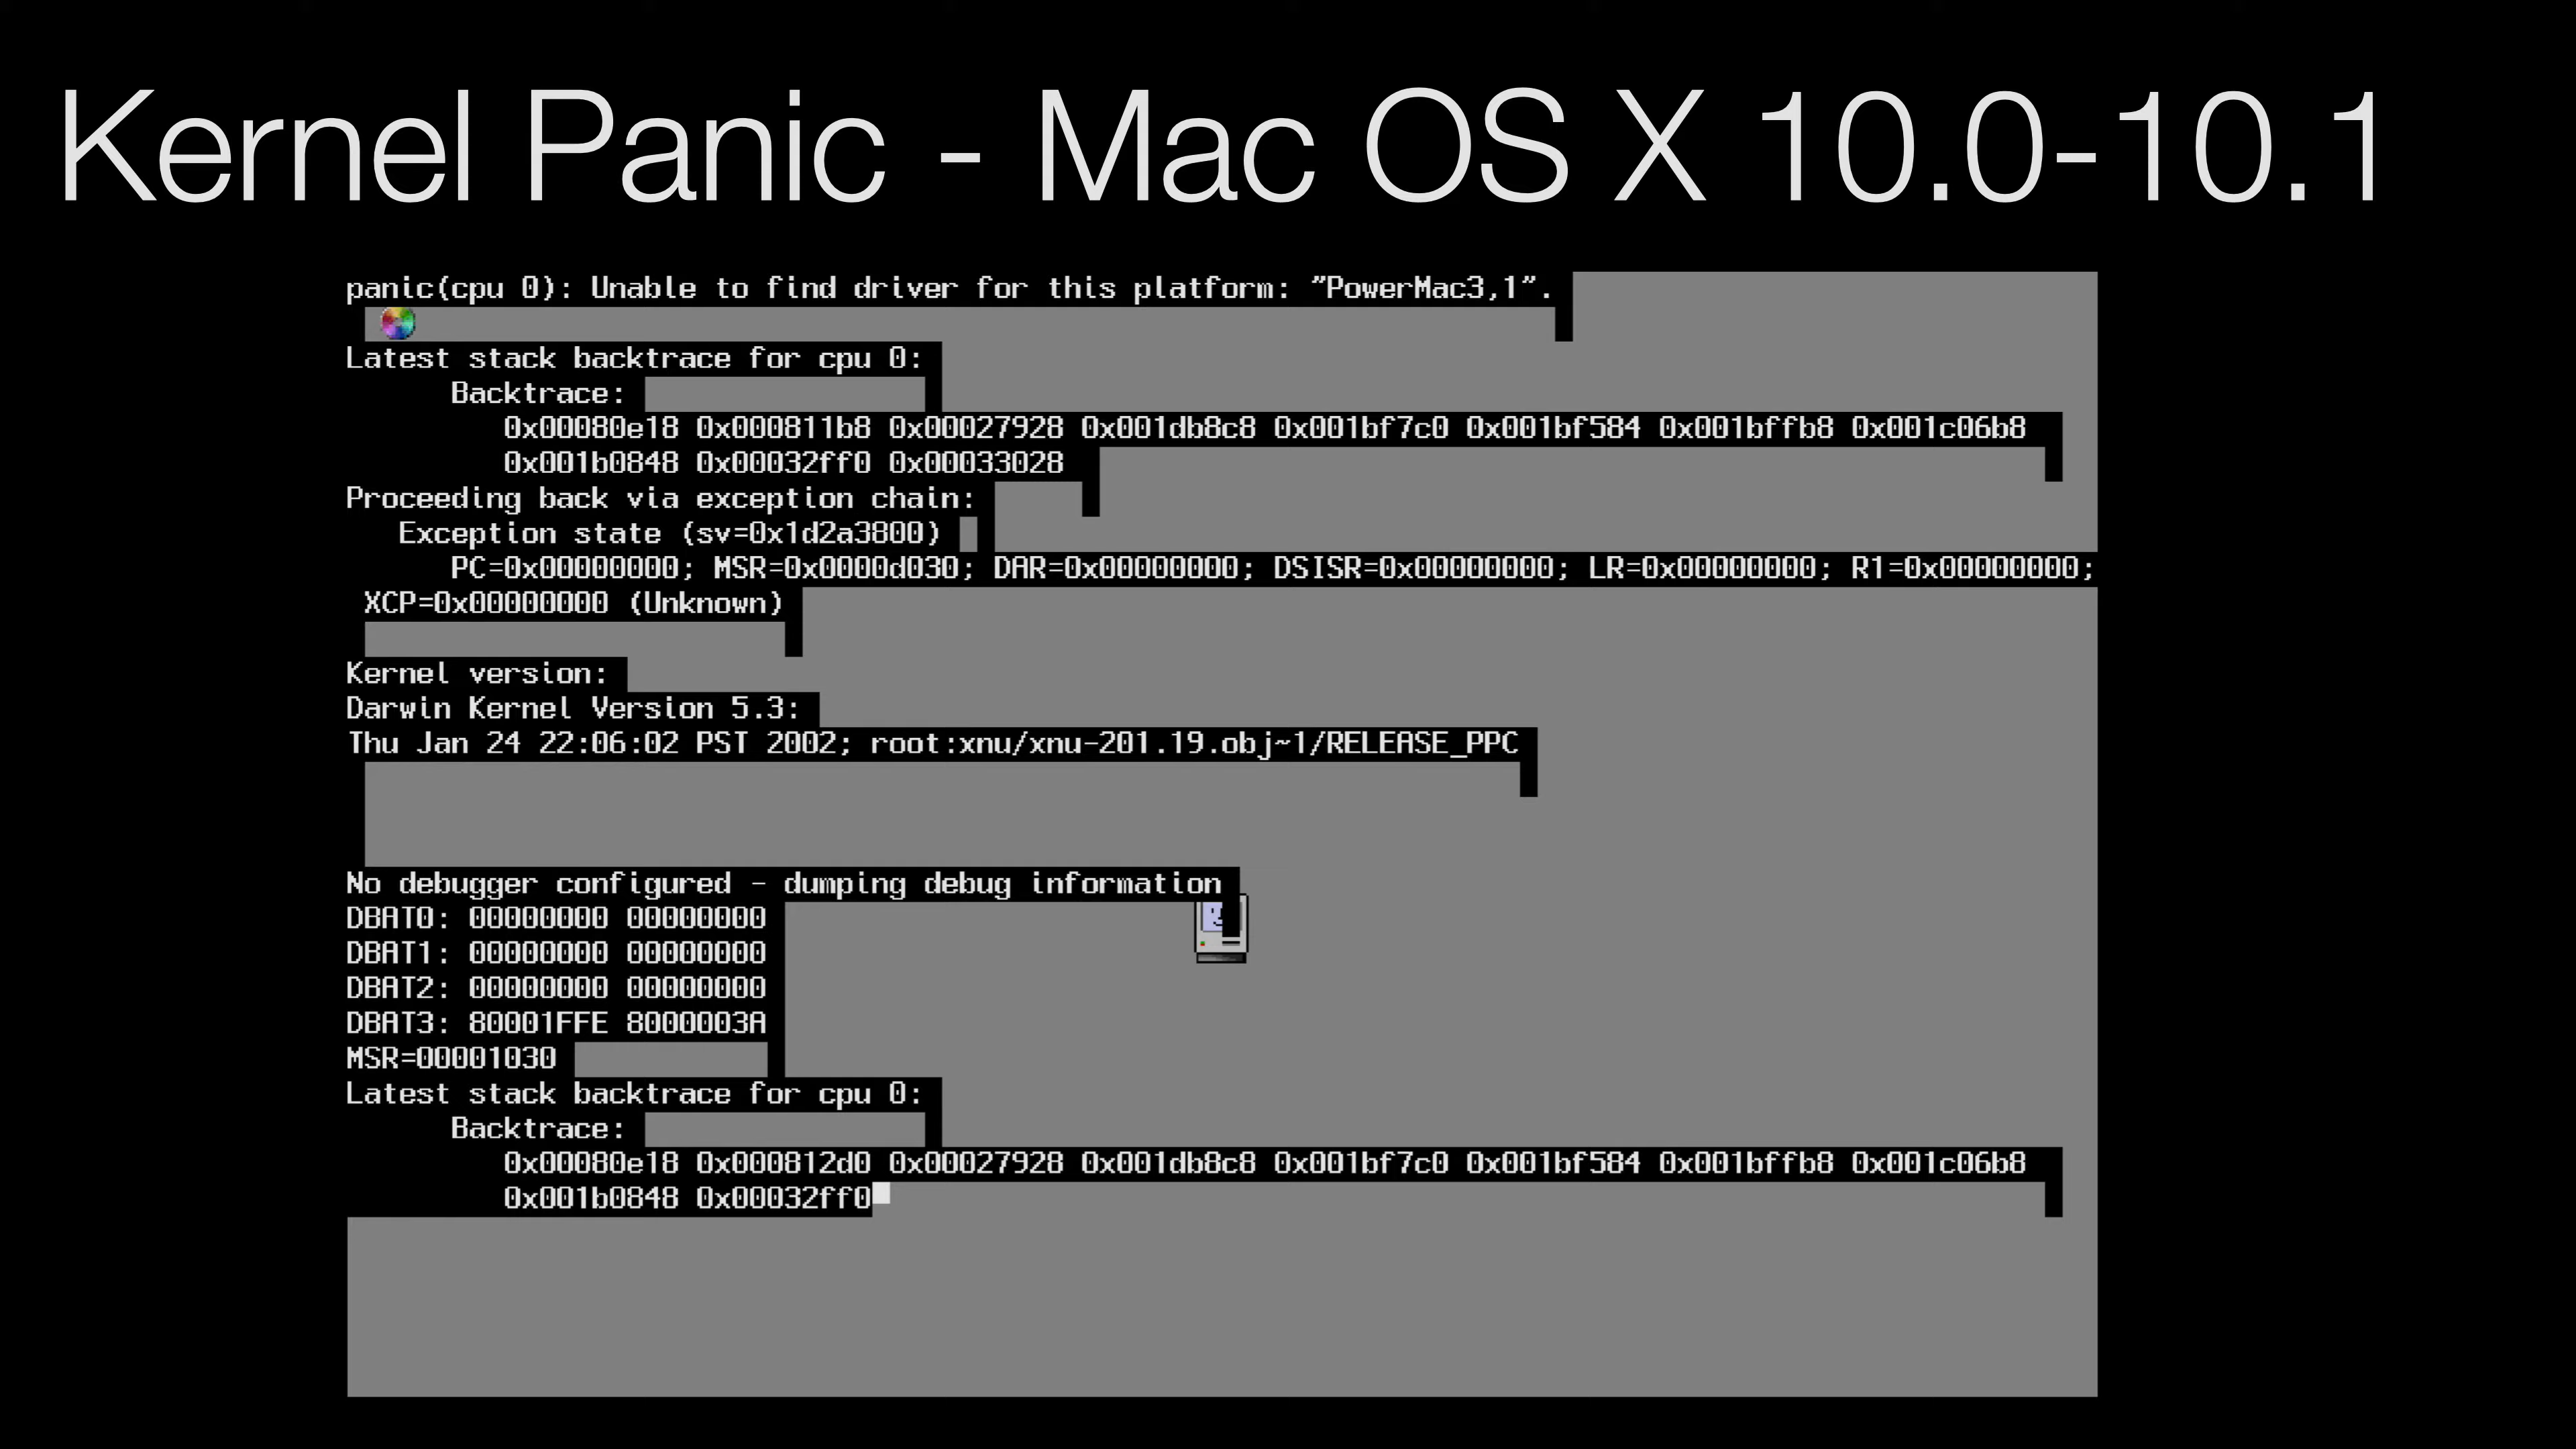 Kernel Panic - Mac OS X 10.0-10.1
panic(cpu 0): Unable to find driver for this platform: "PowerMac3,1".
Latest stack backtrace for cpu 0:
Backtrace:
0x00080e18 0x000811b8 0x00027928 0x001db8c8 0x001bf7c0 0x001bf584 0x001bffb8 0x001c06b8
0x001b0848 0x00032ff0 0x00033028
Proceeding back via exception chain:
Exception state (sv=0x1d2a3800)
PC=0x00000000; MSR=0x0000d030; DAR=0x00000000; DSISR=0x00000000; LR=0x00000000; R1=0x00000000;
XCP=0x00000000 (Unknown)
Kernel version:
Darwin Kernel Version 5.3:
Thu Jan 24 22:06:02 PST 2002; root:xnu/xnu-201.19.obj~1/RELEASE_PPC
No debugger configured - dumping debug information
DBAT0: 00000000 00000000
DBAT1: 00000000 00000000
DBAT2: 00000000 00000000
DBAT3: 80001FFE 8000003A
MSR=00001030
Latest stack backtrace for cpu 0:
Backtrace:
0x00080e18 0x000812d0 0x00027928 0x001db8c8 0x001bf7c0 0x001bf584 0x001bffb8 0x001c06b8
0x001b0848 0x00032ff0